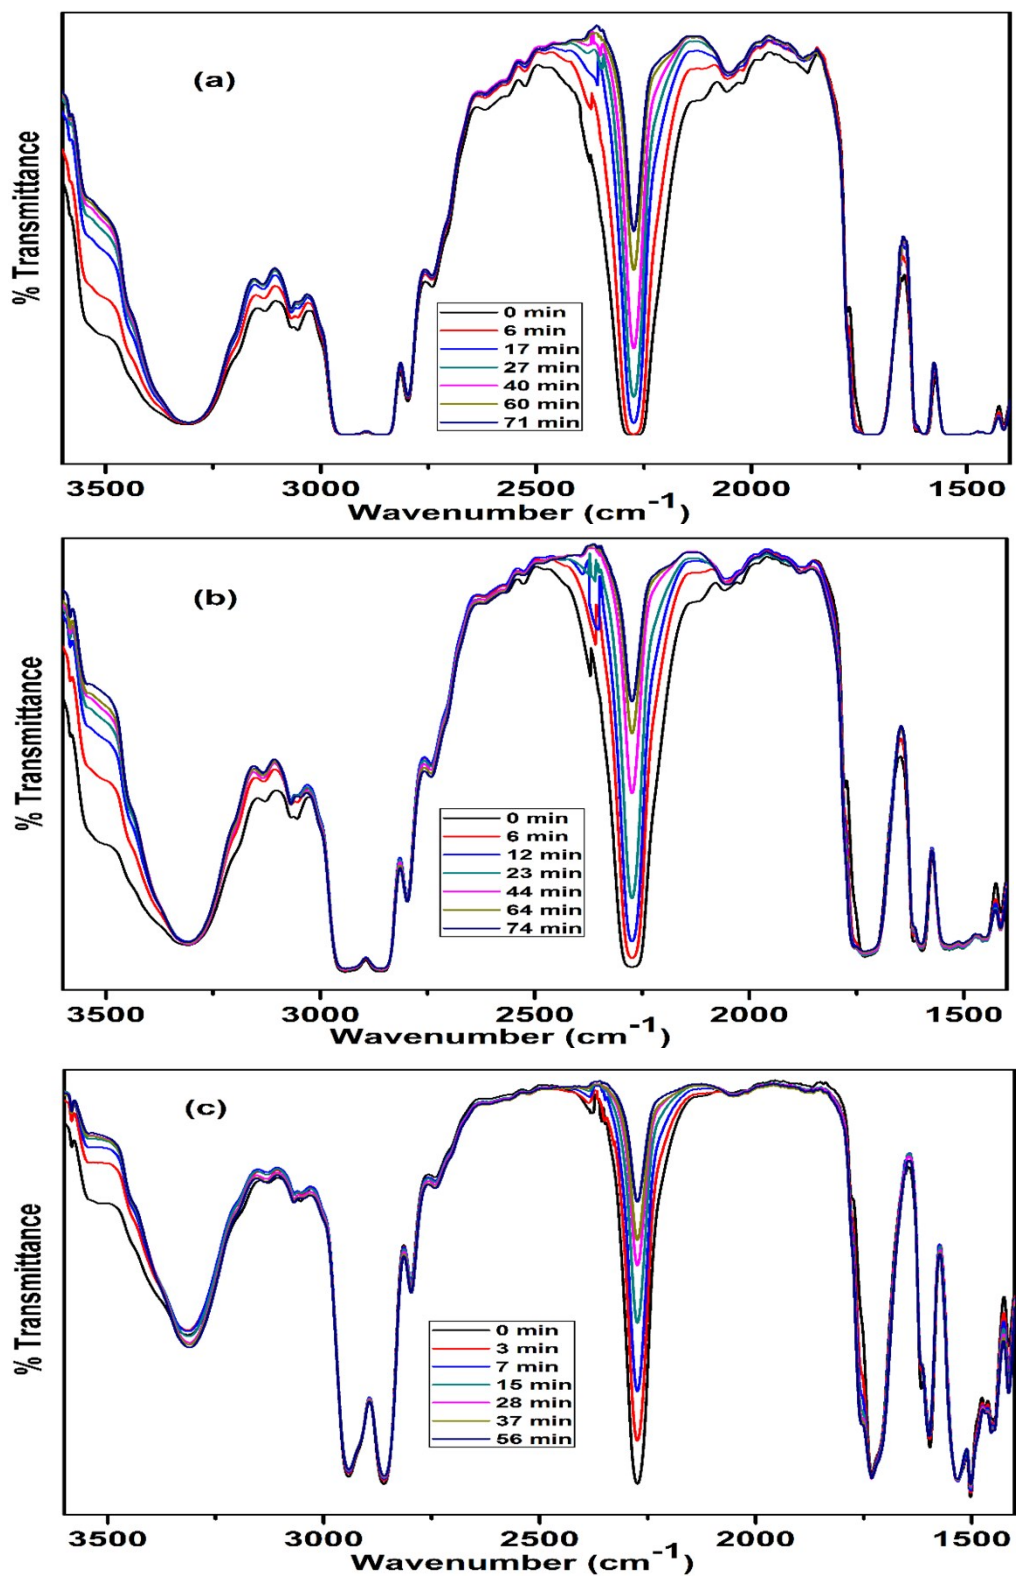 (a)
% Transmittance
0 min
6 min
17 min
27 min
40 min
60 min
71 min
3500 3000 2500 2000 1500
Wavenumber (cm⁻¹)
(b)
% Transmittance
0 min
6 min
12 min
23 min
44 min
64 min
74 min
3500 3000 2500 2000 1500
Wavenumber (cm⁻¹)
(c)
% Transmittance
0 min
3 min
7 min
15 min
28 min
37 min
56 min
3500 3000 2500 2000 1500
Wavenumber (cm⁻¹)